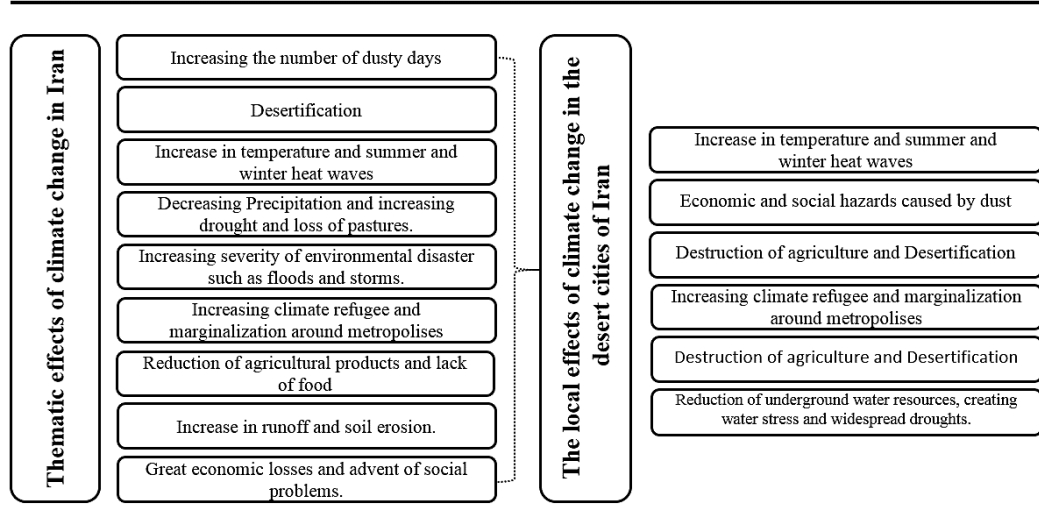 Thematic effects of climate change in Iran
Increasing the number of dusty days
Desertification
Increase in temperature and summer and
winter heat waves
Decreasing Precipitation and increasing
drought and loss of pastures.
Increasing severity of environmental disaster
such as floods and storms.
Increasing climate refugee and
marginalization around metropolises
Reduction of agricultural products and lack
of food
Increase in runoff and soil erosion.
Great economic losses and advent of social
problems.
The local effects of climate change in the
desert cities of Iran
Increase in temperature and summer and
winter heat waves
Economic and social hazards caused by dust
Destruction of agriculture and Desertification
Increasing climate refugee and marginalization
around metropolises
Destruction of agriculture and Desertification
Reduction of underground water resources, creating
water stress and widespread droughts.